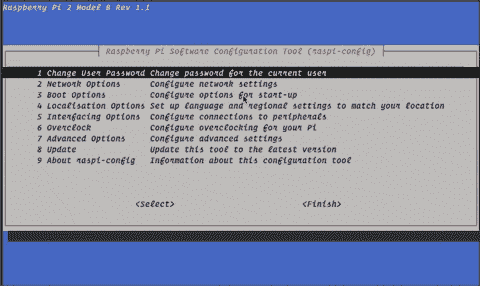 Raspberry Pi 2 Model B Rev 1.1
Raspberry Pi Software Configuration Tool (raspi-config)
1 Change User Password Change password for the current user
2 Network Options Configure network settings
3 Boot Options Configure options for start-up
4 Localisation Options Set up language and regional settings to match your location
5 Interfacing Options Configure connections to peripherals
6 Overclock Configure overclocking for your Pi
7 Advanced Options Configure advanced settings
8 Update Update this tool to the latest version
9 About raspi-config Information about this configuration tool
<Select> <Finish>